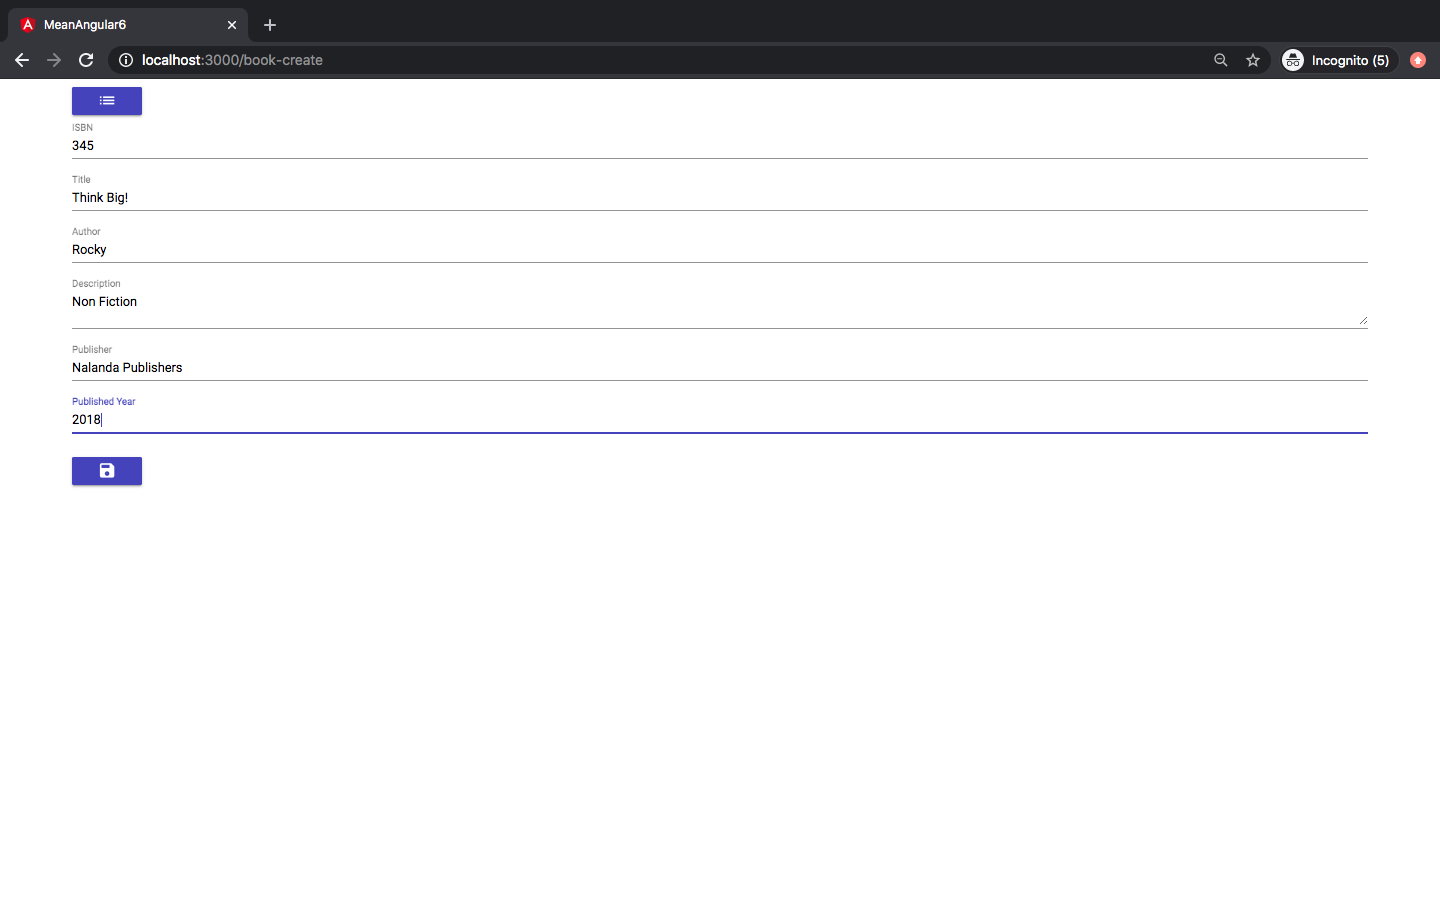 MeanAngular6
localhost:3000/book-create
Incognito (5)
ISBN
345
Title
Think Big!
Author
Rocky
Description
Non Fiction
Publisher
Nalanda Publishers
Published Year
2018